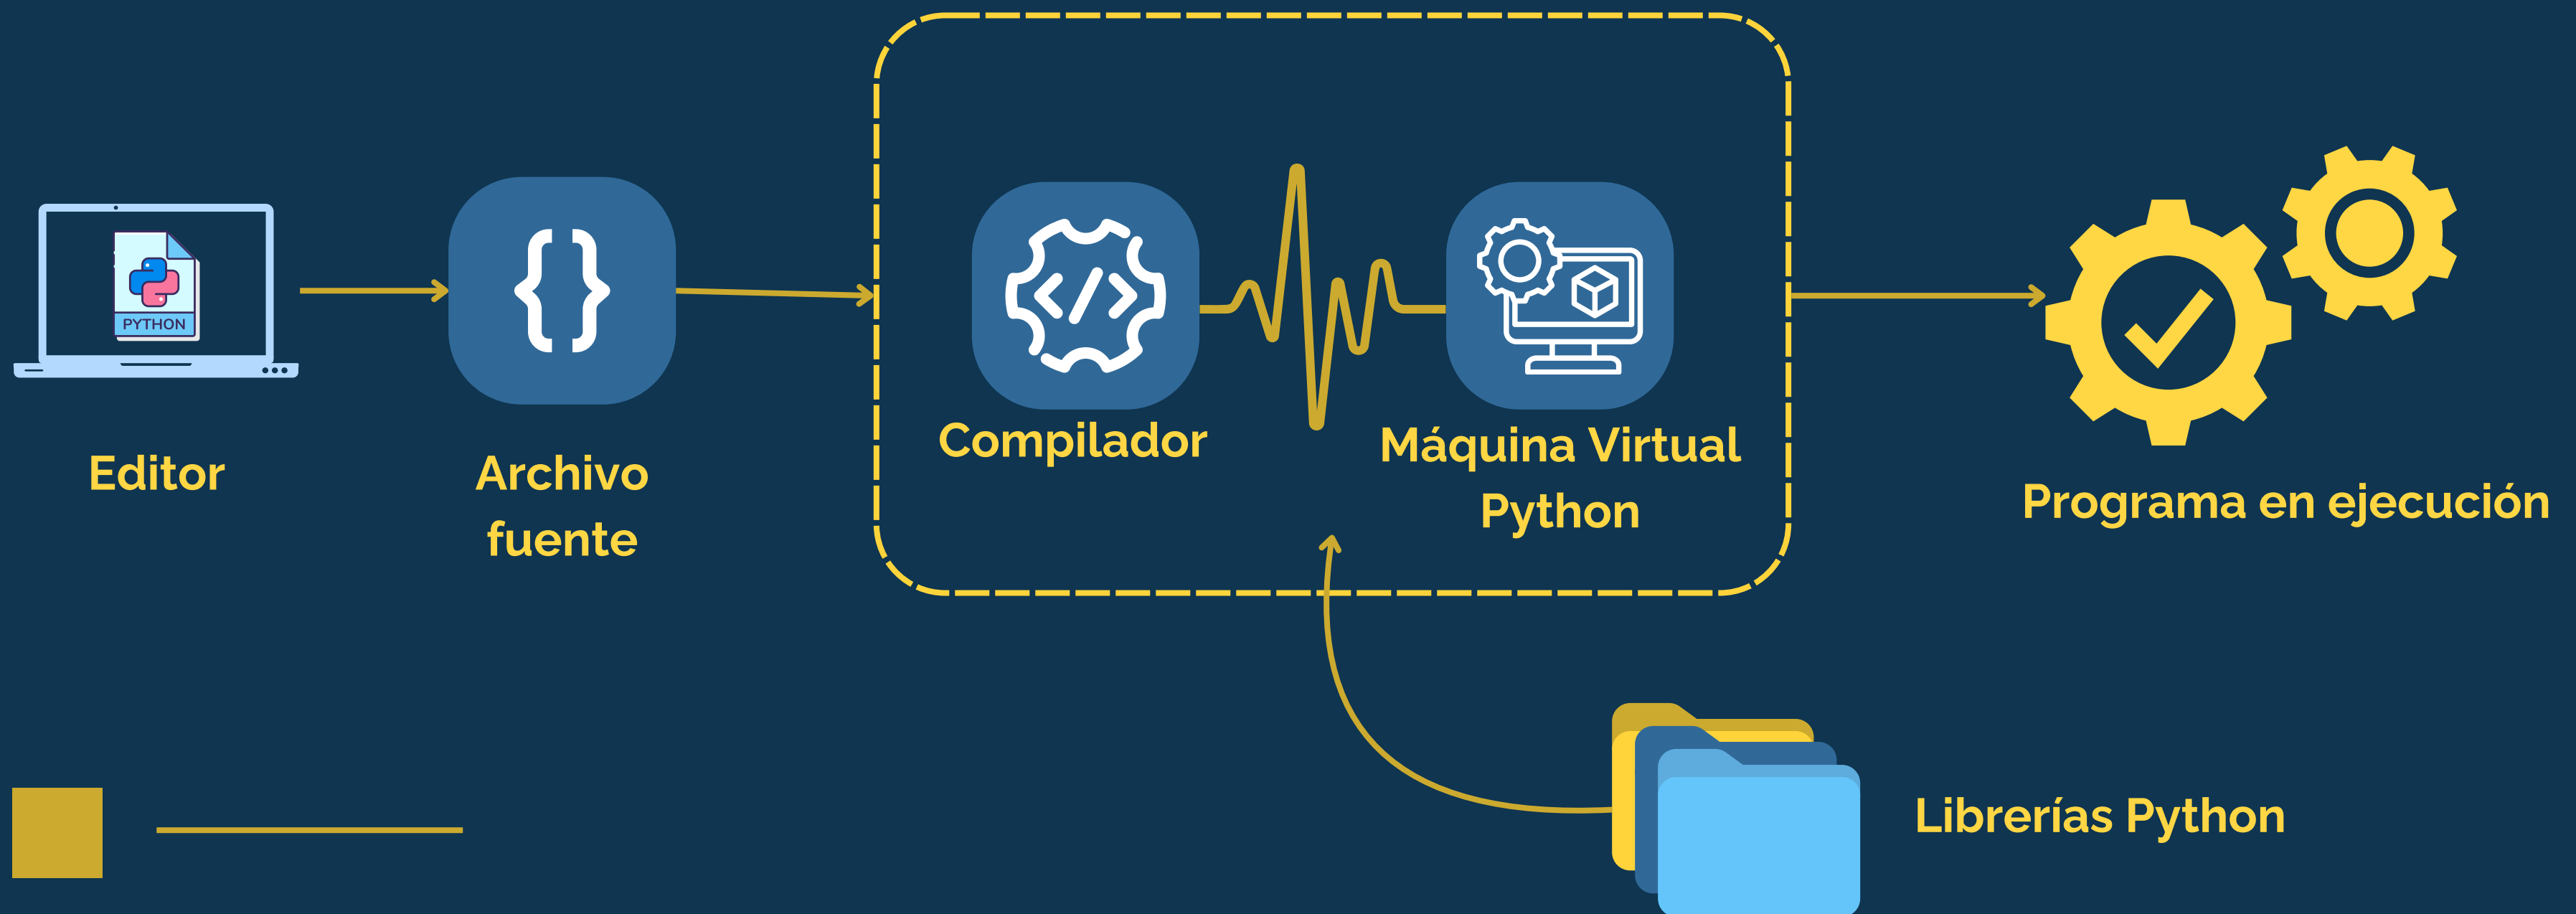 PYTHON
Editor
Archivo
fuente
Compilador
Máquina Virtual
Python
Programa en ejecución
Librerías Python